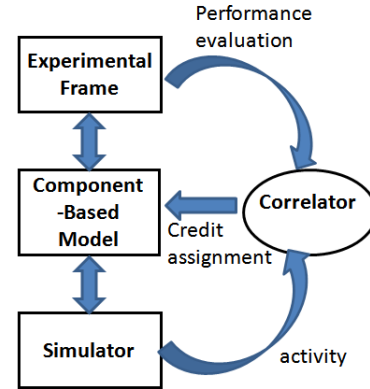 Performance
evaluation
Experimental
Frame
Component
-Based
Model
Correlator
Credit
assignment
Simulator
activity